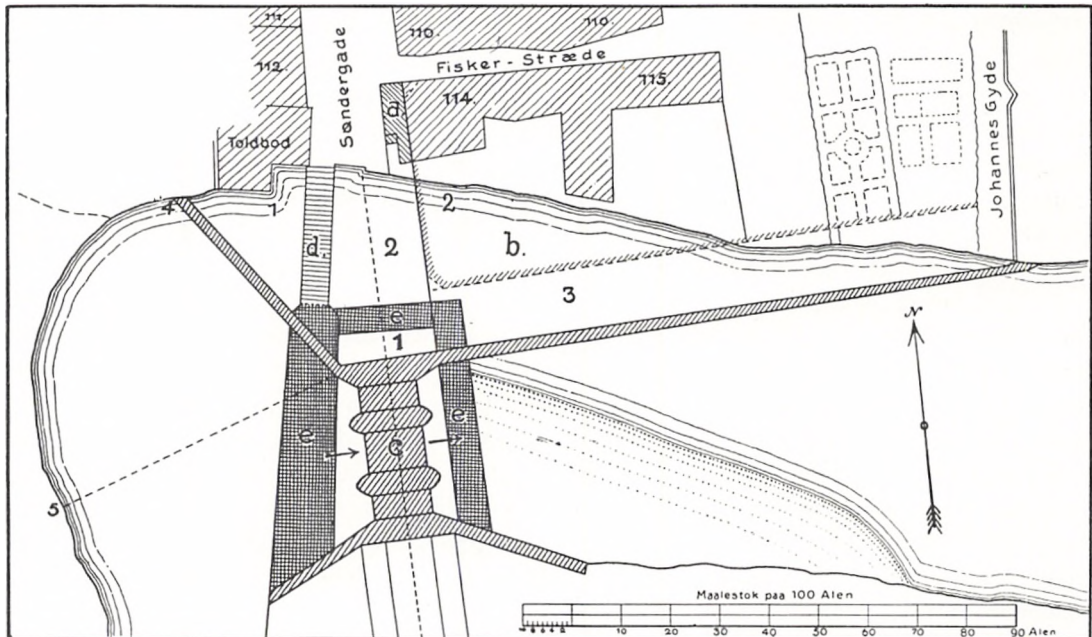 111.
110.
110.
112.
Søndergade
Fisker-Stræde
115.
114.
a
Toldbod
Johannes Gyde
4
1
2
d.
2
b.
3
e
1
N
e
c
e
5
Maalestok paa 100 Alen
10 20 30 40 50 60 70 80 90 Alen